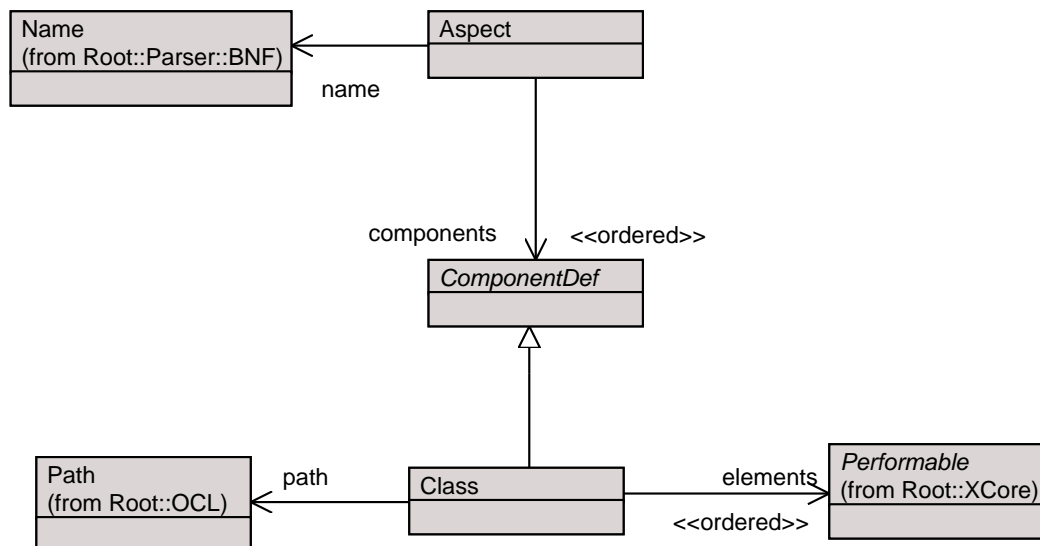 Name
(from Root::Parser::BNF)
Aspect
name
components
<<ordered>>
ComponentDef
Path
(from Root::OCL)
path
Class
elements
<<ordered>>
Performable
(from Root::XCore)